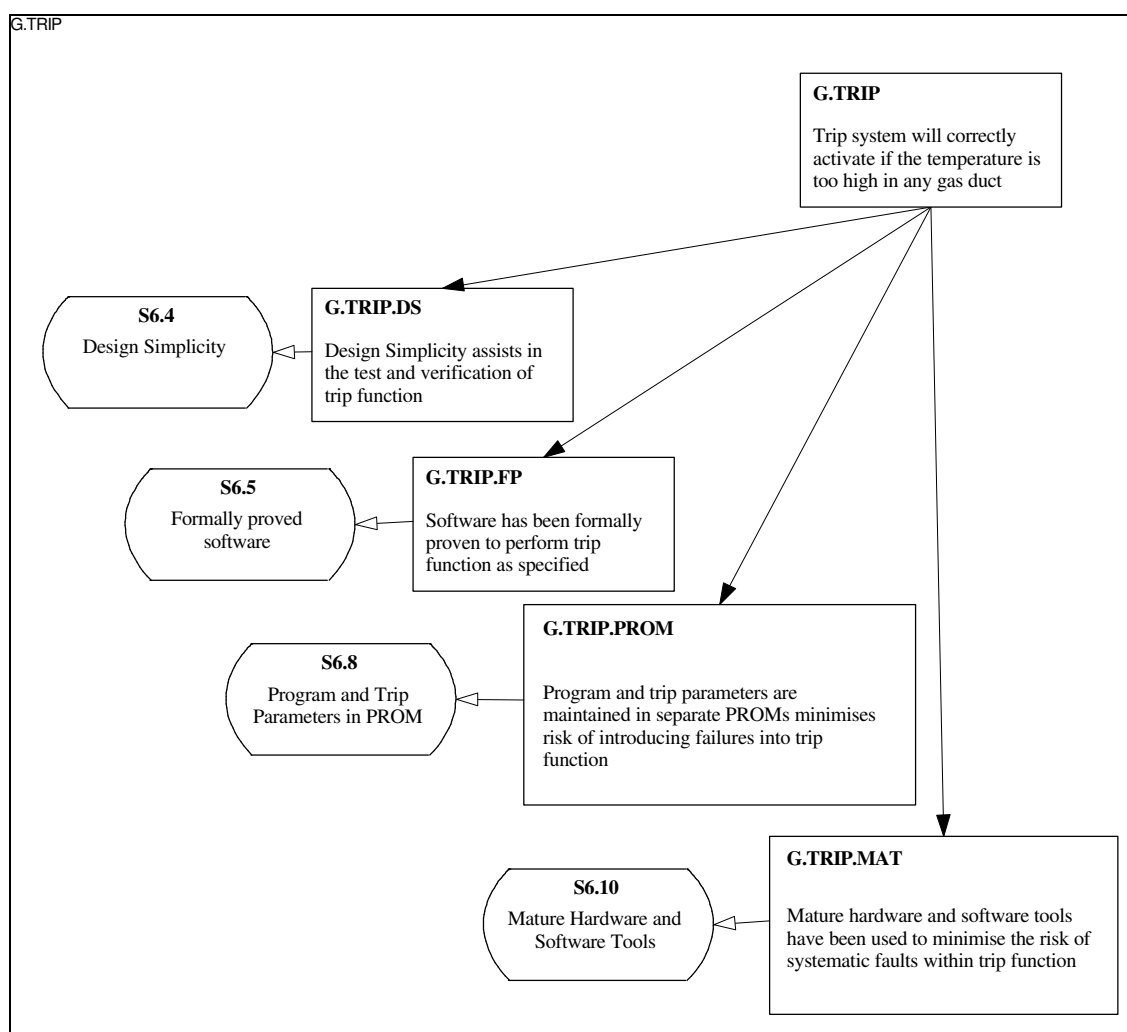 G.TRIP
G.TRIP
Trip system will correctly
activate if the temperature is
too high in any gas duct
S6.4
Design Simplicity
G.TRIP.DS
Design Simplicity assists in
the test and verification of
trip function
S6.5
Formally proved
software
G.TRIP.FP
Software has been formally
proven to perform trip
function as specified
S6.8
Program and Trip
Parameters in PROM
G.TRIP.PROM
Program and trip parameters are
maintained in separate PROMs minimises
risk of introducing failures into trip
function
S6.10
Mature Hardware and
Software Tools
G.TRIP.MAT
Mature hardware and software tools
have been used to minimise the risk of
systematic faults within trip function